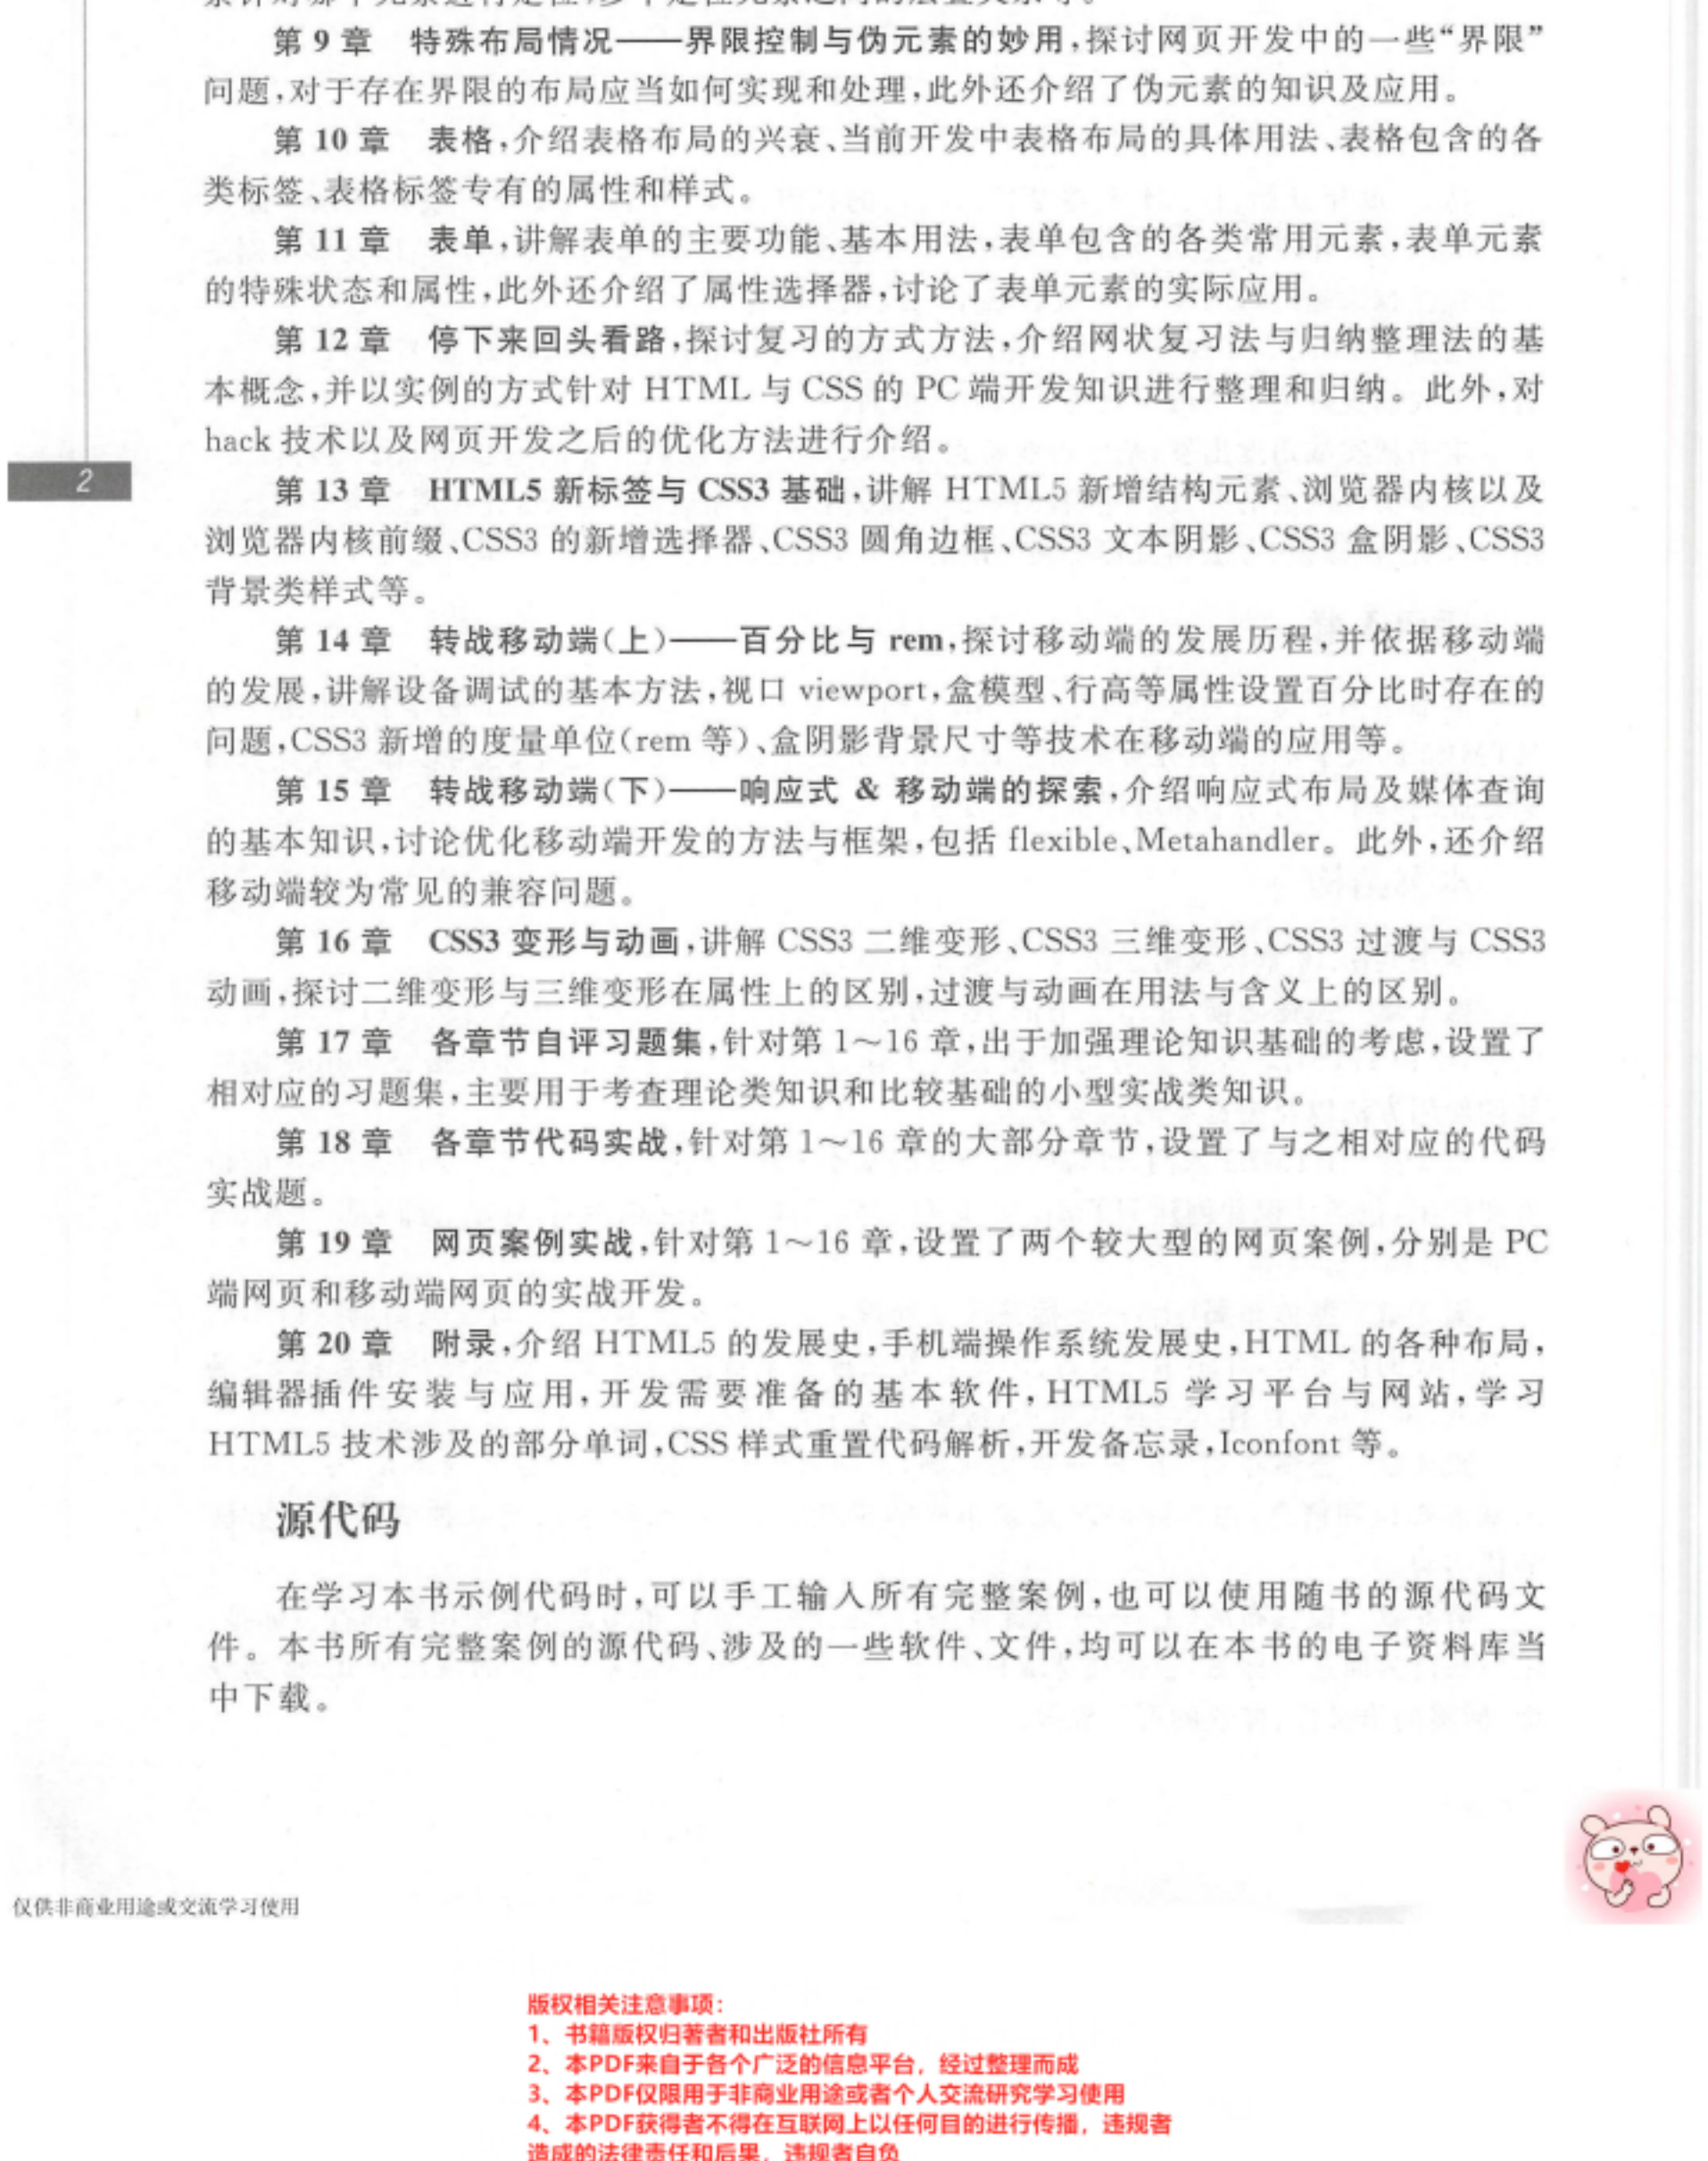 第 9 章　特殊布局情况——界限控制与伪元素的妙用,探讨网页开发中的一些“界限”
问题,对于存在界限的布局应当如何实现和处理,此外还介绍了伪元素的知识及应用。
第 10 章　表格,介绍表格布局的兴衰、当前开发中表格布局的具体用法、表格包含的各
类标签、表格标签专有的属性和样式。
第 11 章　表单,讲解表单的主要功能、基本用法,表单包含的各类常用元素,表单元素
的特殊状态和属性,此外还介绍了属性选择器,讨论了表单元素的实际应用。
第 12 章　停下来回头看路,探讨复习的方式方法,介绍网状复习法与归纳整理法的基
本概念,并以实例的方式针对 HTML 与 CSS 的 PC 端开发知识进行整理和归纳。此外,对
hack 技术以及网页开发之后的优化方法进行介绍。
2
第 13 章　HTML5 新标签与 CSS3 基础,讲解 HTML5 新增结构元素、浏览器内核以及
浏览器内核前缀、CSS3 的新增选择器、CSS3 圆角边框、CSS3 文本阴影、CSS3 盒阴影、CSS3
背景类样式等。
第 14 章　转战移动端(上)——百分比与 rem,探讨移动端的发展历程,并依据移动端
的发展,讲解设备调试的基本方法,视口 viewport,盒模型、行高等属性设置百分比时存在的
问题,CSS3 新增的度量单位(rem 等)、盒阴影背景尺寸等技术在移动端的应用等。
第 15 章　转战移动端(下)——响应式 & 移动端的探索,介绍响应式布局及媒体查询
的基本知识,讨论优化移动端开发的方法与框架,包括 flexible、Metahandler。此外,还介绍
移动端较为常见的兼容问题。
第 16 章　CSS3 变形与动画,讲解 CSS3 二维变形、CSS3 三维变形、CSS3 过渡与 CSS3
动画,探讨二维变形与三维变形在属性上的区别,过渡与动画在用法与含义上的区别。
第 17 章　各章节自评习题集,针对第 1～16 章,出于加强理论知识基础的考虑,设置了
相对应的习题集,主要用于考查理论类知识和比较基础的小型实战类知识。
第 18 章　各章节代码实战,针对第 1～16 章的大部分章节,设置了与之相对应的代码
实战题。
第 19 章　网页案例实战,针对第 1～16 章,设置了两个较大型的网页案例,分别是 PC
端网页和移动端网页的实战开发。
第 20 章　附录,介绍 HTML5 的发展史,手机端操作系统发展史,HTML 的各种布局,
编辑器插件安装与应用,开发需要准备的基本软件,HTML5 学习平台与网站,学习
HTML5 技术涉及的部分单词,CSS 样式重置代码解析,开发备忘录,Iconfont 等。
源代码
在学习本书示例代码时,可以手工输入所有完整案例,也可以使用随书的源代码文
件。本书所有完整案例的源代码、涉及的一些软件、文件,均可以在本书的电子资料库当
中下载。
仅供非商业用途或交流学习使用
版权相关注意事项：
1、书籍版权归著者和出版社所有
2、本PDF来自于各个广泛的信息平台，经过整理而成
3、本PDF仅限用于非商业用途或者个人交流研究学习使用
4、本PDF获得者不得在互联网上以任何目的进行传播，违规者
造成的法律责任和后果，违规者自负